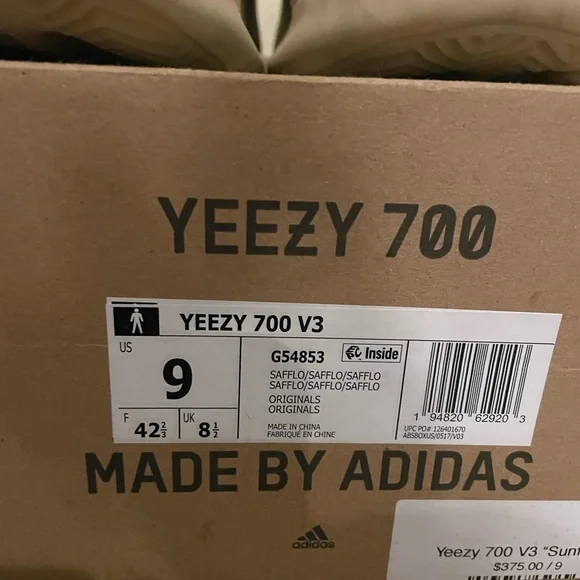 YEEZY 700
YEEZY 700 V3
US
9
F
42⅔
UK
8½
G54853
Inside
SAFFLO/SAFFLO/SAFFLO
SAFFLO/SAFFLO/SAFFLO
ORIGINALS
ORIGINALS
MADE IN CHINA
FABRIQUÉ EN CHINE
1 94820 62920 3
UPC PO# 126401670
ABSBOXUS/0517/V03
MADE BY ADIDAS
adidas
Yeezy 700 V3 "Sunf
$375.00 / 9